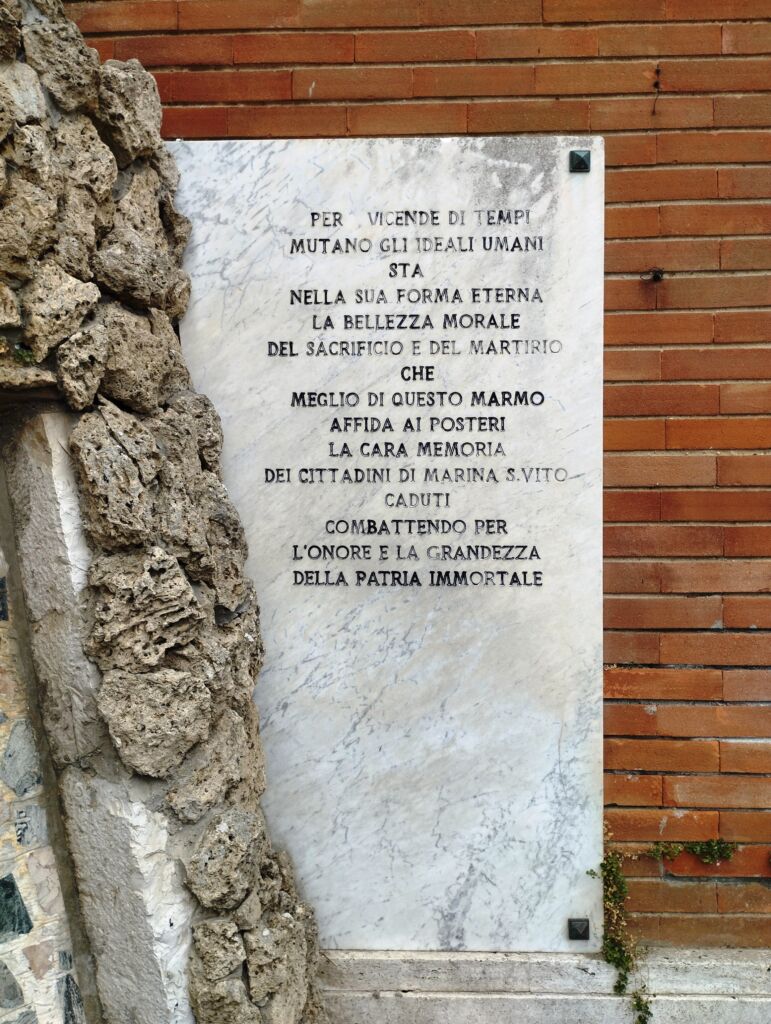 PER VICENDE DI TEMPI
MUTANO GLI IDEALI UMANI
STA
NELLA SUA FORMA ETERNA
LA BELLEZZA MORALE
DEL SACRIFICIO E DEL MARTIRIO
CHE
MEGLIO DI QUESTO MARMO
AFFIDA AI POSTERI
LA CARA MEMORIA
DEI CITTADINI DI MARINA S. VITO
CADUTI
COMBATTENDO PER
L'ONORE E LA GRANDEZZA
DELLA PATRIA IMMORTALE